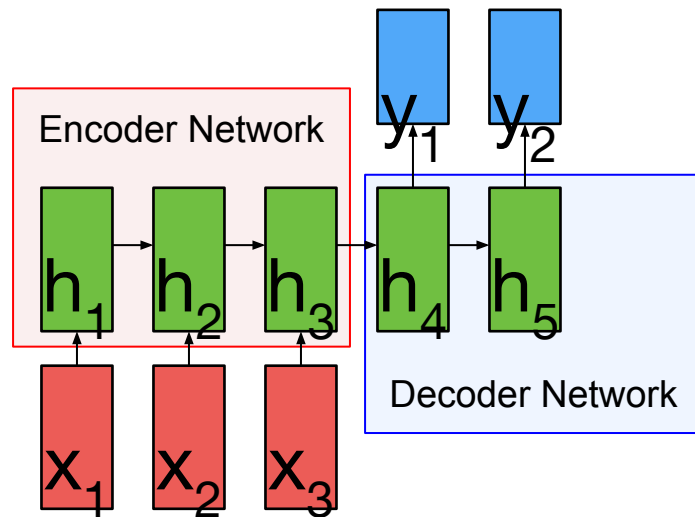 y1 y2
Encoder Network
h1 h2 h3 h4 h5
Decoder Network
x1 x2 x3